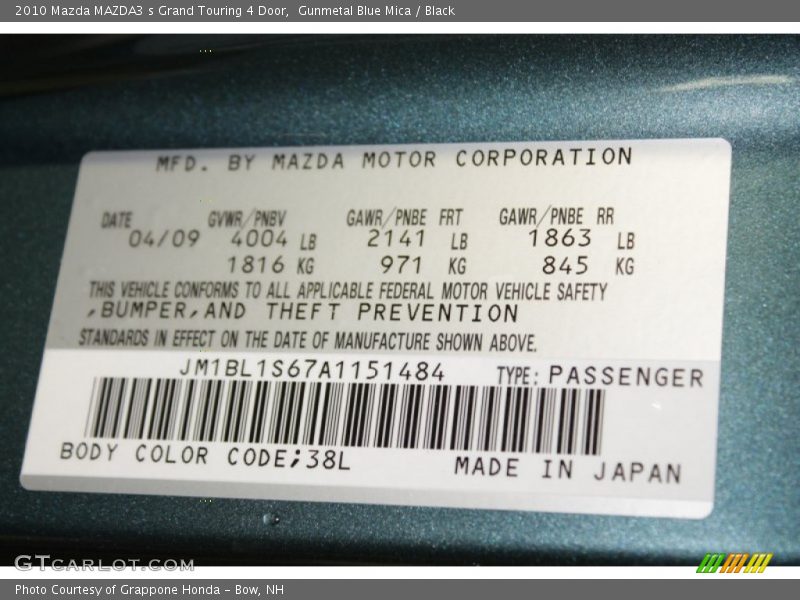 2010 Mazda MAZDA3 s Grand Touring 4 Door,  Gunmetal Blue Mica / Black
MFD. BY MAZDA MOTOR CORPORATION
DATE GVWR/PNBV GAWR/PNBE FRT GAWR/PNBE RR
04/09 4004 LB 2141 LB 1863 LB
1816 KG 971 KG 845 KG
THIS VEHICLE CONFORMS TO ALL APPLICABLE FEDERAL MOTOR VEHICLE SAFETY
,BUMPER,AND THEFT PREVENTION
STANDARDS IN EFFECT ON THE DATE OF MANUFACTURE SHOWN ABOVE.
JM1BL1S67A1151484 TYPE: PASSENGER
BODY COLOR CODE;38L MADE IN JAPAN
GTCARLOT.COM
Photo Courtesy of Grappone Honda - Bow, NH